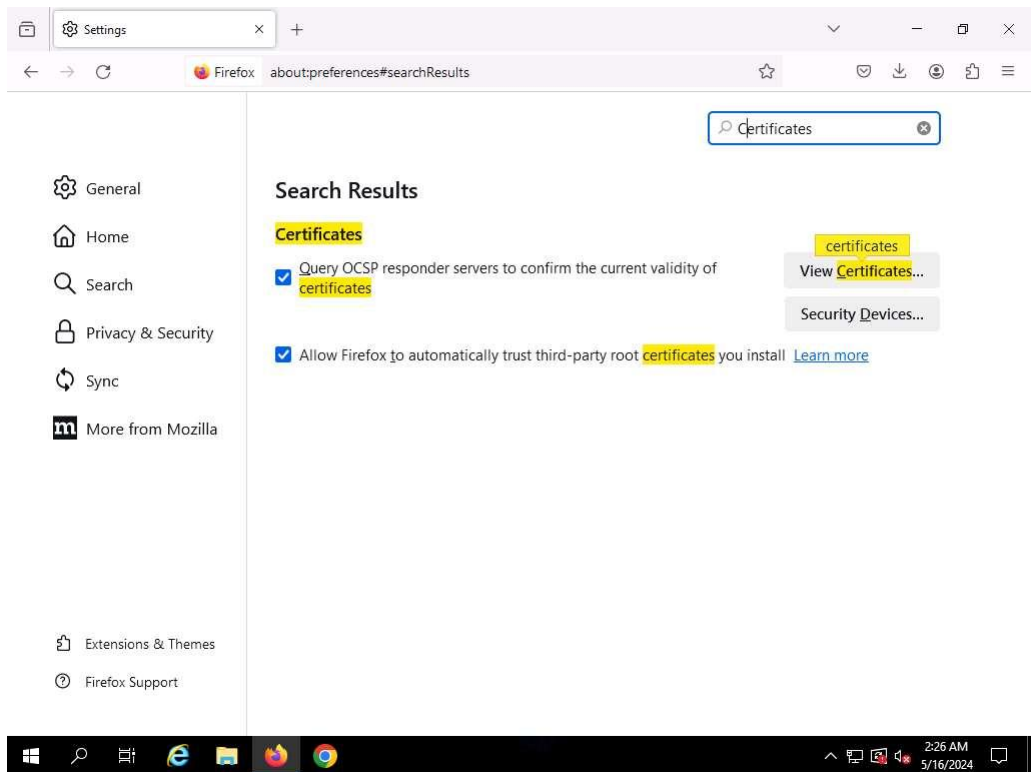 Settings
Firefox about:preferences#searchResults
Certificates
General
Home
Search
Privacy & Security
Sync
m More from Mozilla
Extensions & Themes
Firefox Support
Search Results
Certificates
Query OCSP responder servers to confirm the current validity of
certificates
certificates
View Certificates...
Security Devices...
Allow Firefox to automatically trust third-party root certificates you install Learn more
2:26 AM
5/16/2024